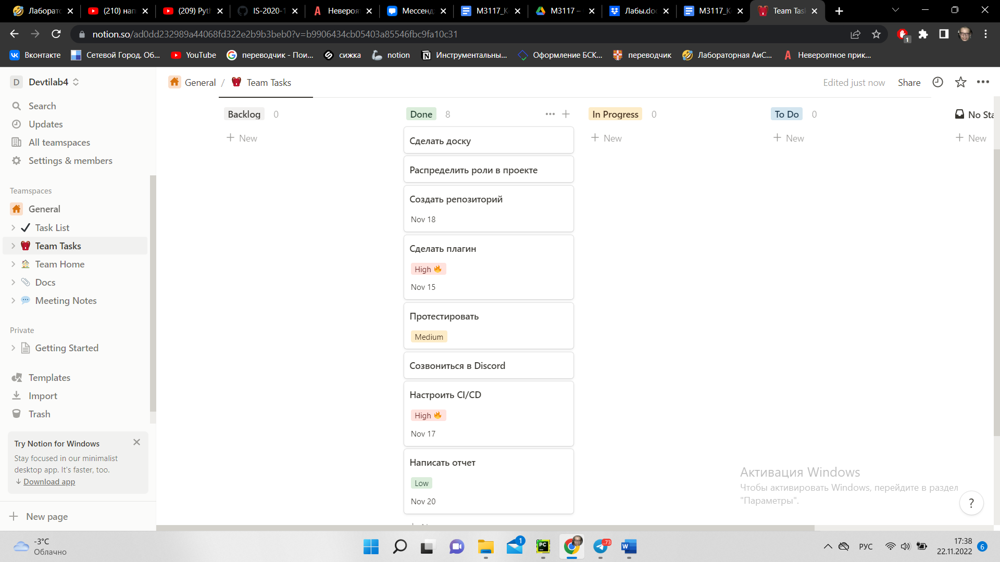 Лаборато
(210) нап
(209) Pyth
IS-2020-1
Невероят
Мессенд
M3117_К
M3117 –
Лабы.doc
M3117_К
Team Tas
notion.so/ad0dd232989a44068fd322e2b9b3beb0?v=b9906434cb05403a85546fbc9fa10c31
1
Вконтакте
Сетевой Город. Об...
YouTube
переводчик - Пои...
сижка
notion
Инструментальны...
Оформление БСК...
переводчик
Лабораторная АиС...
Невероятное прик...
D Devtilab4
Search
Updates
All teamspaces
Settings & members
Teamspaces
General
Task List
Team Tasks
Team Home
Docs
Meeting Notes
Private
Getting Started
Templates
Import
Trash
Try Notion for Windows
Stay focused in our minimalist
desktop app. It's faster, too.
↓ Download app
+ New page
General / Team Tasks
Edited just now
Share
Backlog 0
+ New
Done 8
Сделать доску
Распределить роли в проекте
Создать репозиторий
Nov 18
Сделать плагин
High 🔥
Nov 15
Протестировать
Medium
Созвониться в Discord
Настроить CI/CD
High 🔥
Nov 17
Написать отчет
Low
Nov 20
In Progress 0
+ New
To Do 0
+ New
No Sta
+ New
Активация Windows
Чтобы активировать Windows, перейдите в раздел
"Параметры".
?
-3°C
Облачно
1
PC
73
W
РУС
17:38
22.11.2022
6